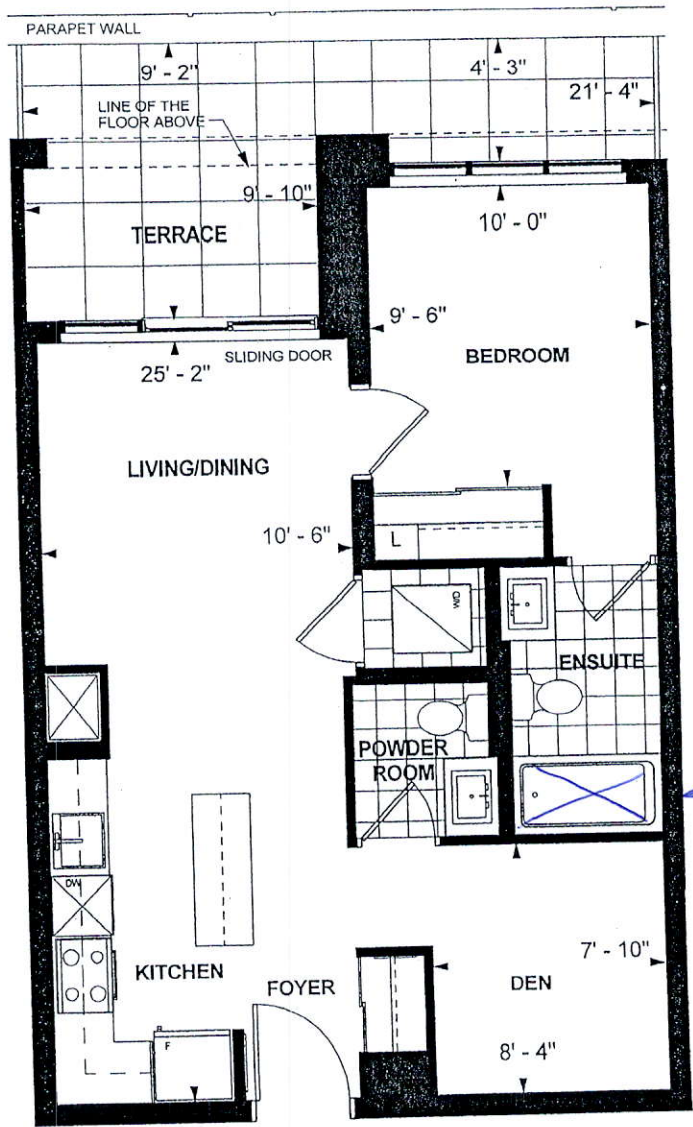 PARAPET WALL
9' - 2"
4' - 3"
21' - 4"
LINE OF THE
FLOOR ABOVE
9' - 10"
TERRACE
10' - 0"
9' - 6"
BEDROOM
SLIDING DOOR
25' - 2"
LIVING/DINING
10' - 6"
L
W/D
ENSUITE
POWDER
ROOM
DW
KITCHEN
FOYER
F
7' - 10"
DEN
8' - 4"